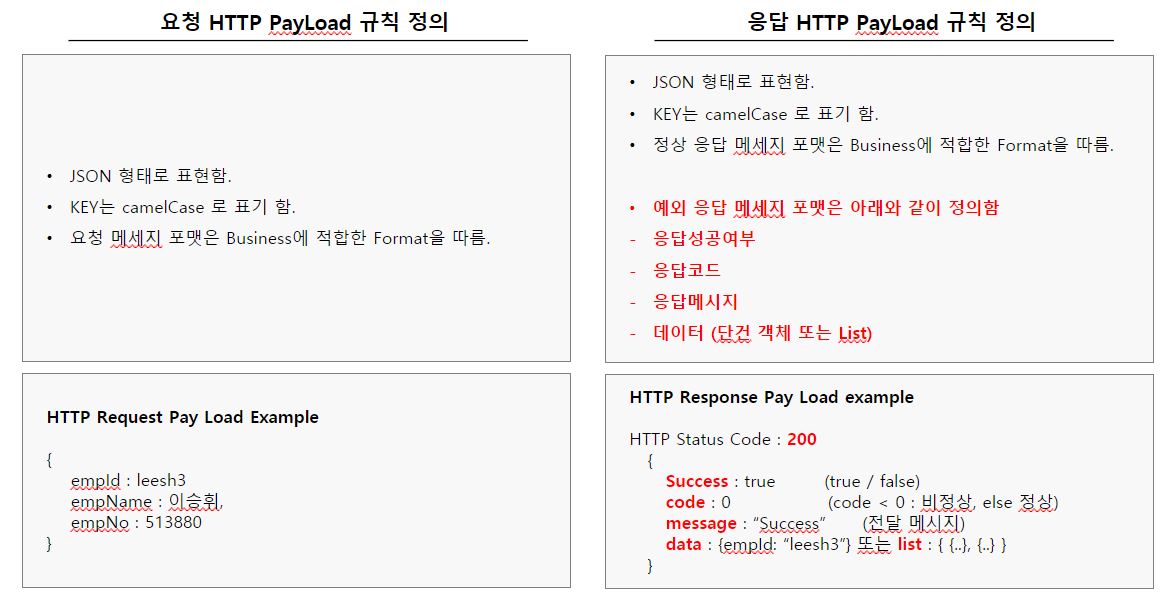 요청 HTTP PayLoad 규칙 정의
• JSON 형태로 표현함.
• KEY는 camelCase 로 표기 함.
• 요청 메세지 포맷은 Business에 적합한 Format을 따름.
HTTP Request Pay Load Example
{
empId : leesh3
empName : 이승휘,
empNo : 513880
}
응답 HTTP PayLoad 규칙 정의
• JSON 형태로 표현함.
• KEY는 camelCase 로 표기 함.
• 정상 응답 메세지 포맷은 Business에 적합한 Format을 따름.
• 예외 응답 메세지 포맷은 아래와 같이 정의함
- 응답성공여부
- 응답코드
- 응답메시지
- 데이터 (단건 객체 또는 List)
HTTP Response Pay Load example
HTTP Status Code : 200
{
Success : true (true / false)
code : 0 (code < 0 : 비정상, else 정상)
message : “Success” (전달 메시지)
data : {empId: “leesh3”} 또는 list : { {..}, {..} }
}